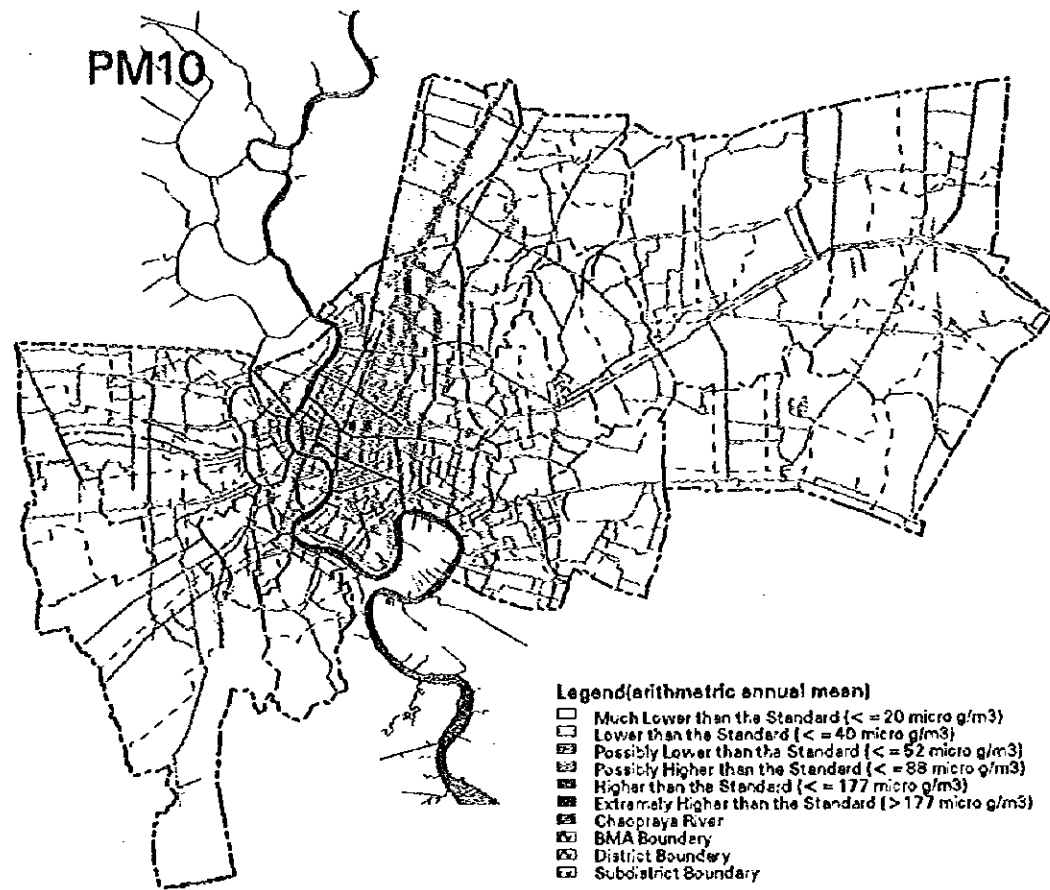 PM10
Legend(arithmetric annual mean)
Much Lower than the Standard (< = 20 micro g/m3)
Lower than the Standard (< = 40 micro g/m3)
Possibly Lower than the Standard (< = 52 micro g/m3)
Possibly Higher than the Standard (< = 88 micro g/m3)
Higher than the Standard (< = 177 micro g/m3)
Extremely Higher than the Standard (> 177 micro g/m3)
Chaopraya River
BMA Boundary
District Boundary
Subdistrict Boundary